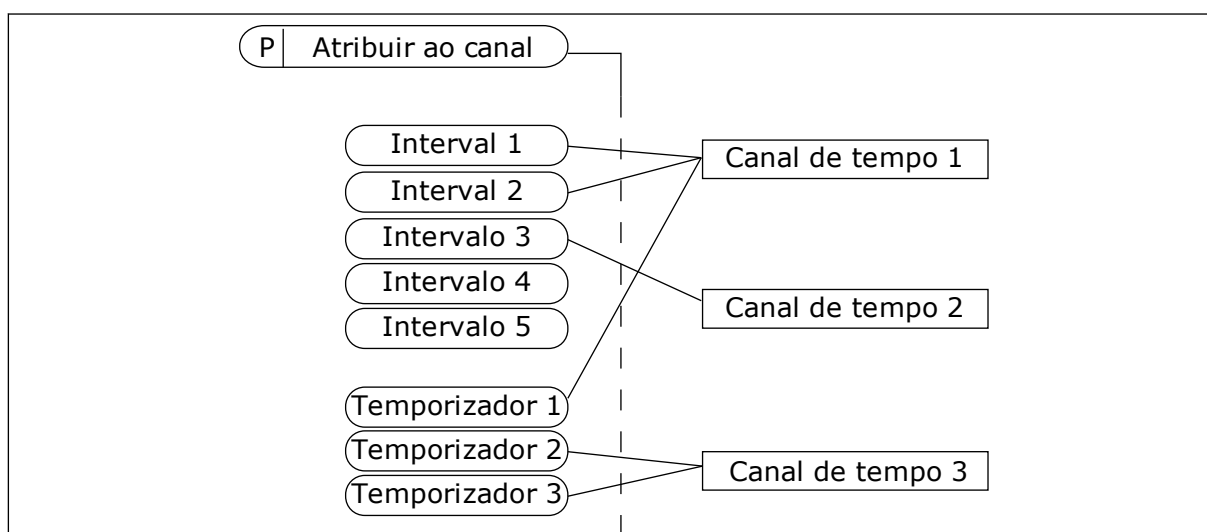 P Atribuir ao canal
Interval 1
Interval 2
Intervalo 3
Intervalo 4
Intervalo 5
Temporizador 1
Temporizador 2
Temporizador 3
Canal de tempo 1
Canal de tempo 2
Canal de tempo 3